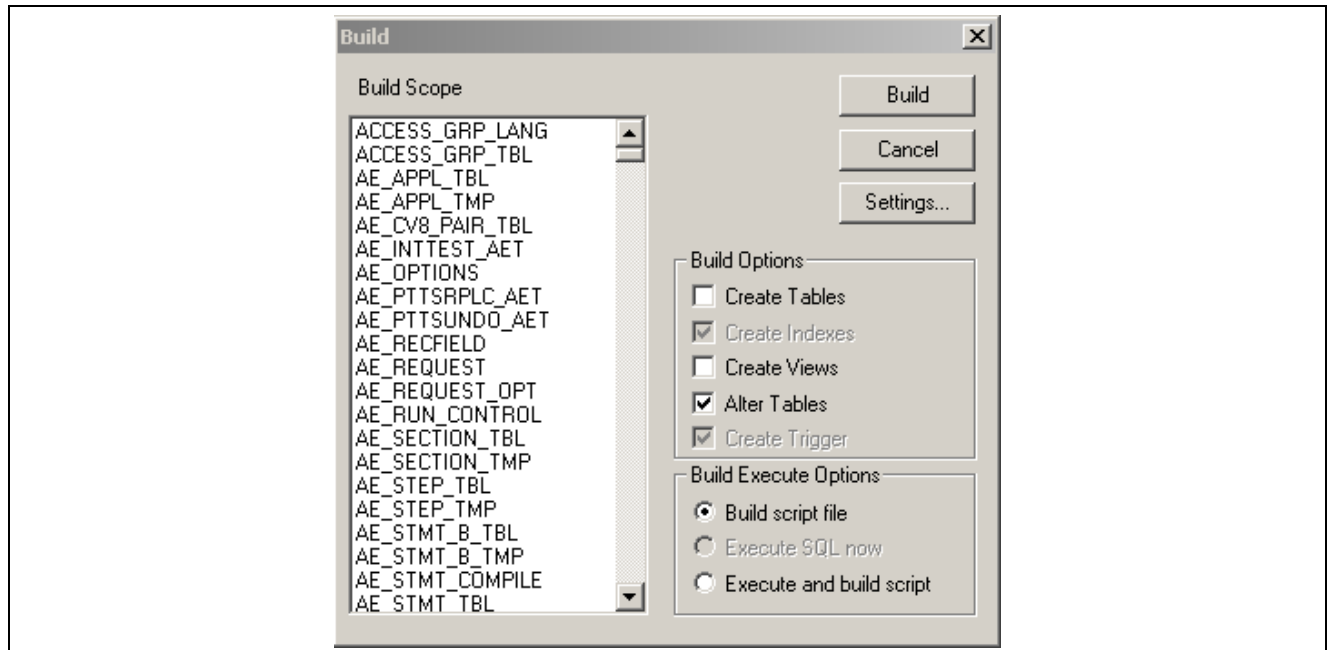 Build
Build Scope
ACCESS_GRP_LANG
ACCESS_GRP_TBL
AE_APPL_TBL
AE_APPL_TMP
AE_CV8_PAIR_TBL
AE_INTTEST_AET
AE_OPTIONS
AE_PTTSRPLC_AET
AE_PTTSUNDO_AET
AE_RECFIELD
AE_REQUEST
AE_REQUEST_OPT
AE_RUN_CONTROL
AE_SECTION_TBL
AE_SECTION_TMP
AE_STEP_TBL
AE_STEP_TMP
AE_STMT_B_TBL
AE_STMT_B_TMP
AE_STMT_COMPILE
AE_STMT_TBL
Build
Cancel
Settings...
Build Options
Create Tables
Create Indexes
Create Views
Alter Tables
Create Trigger
Build Execute Options
Build script file
Execute SQL now
Execute and build script